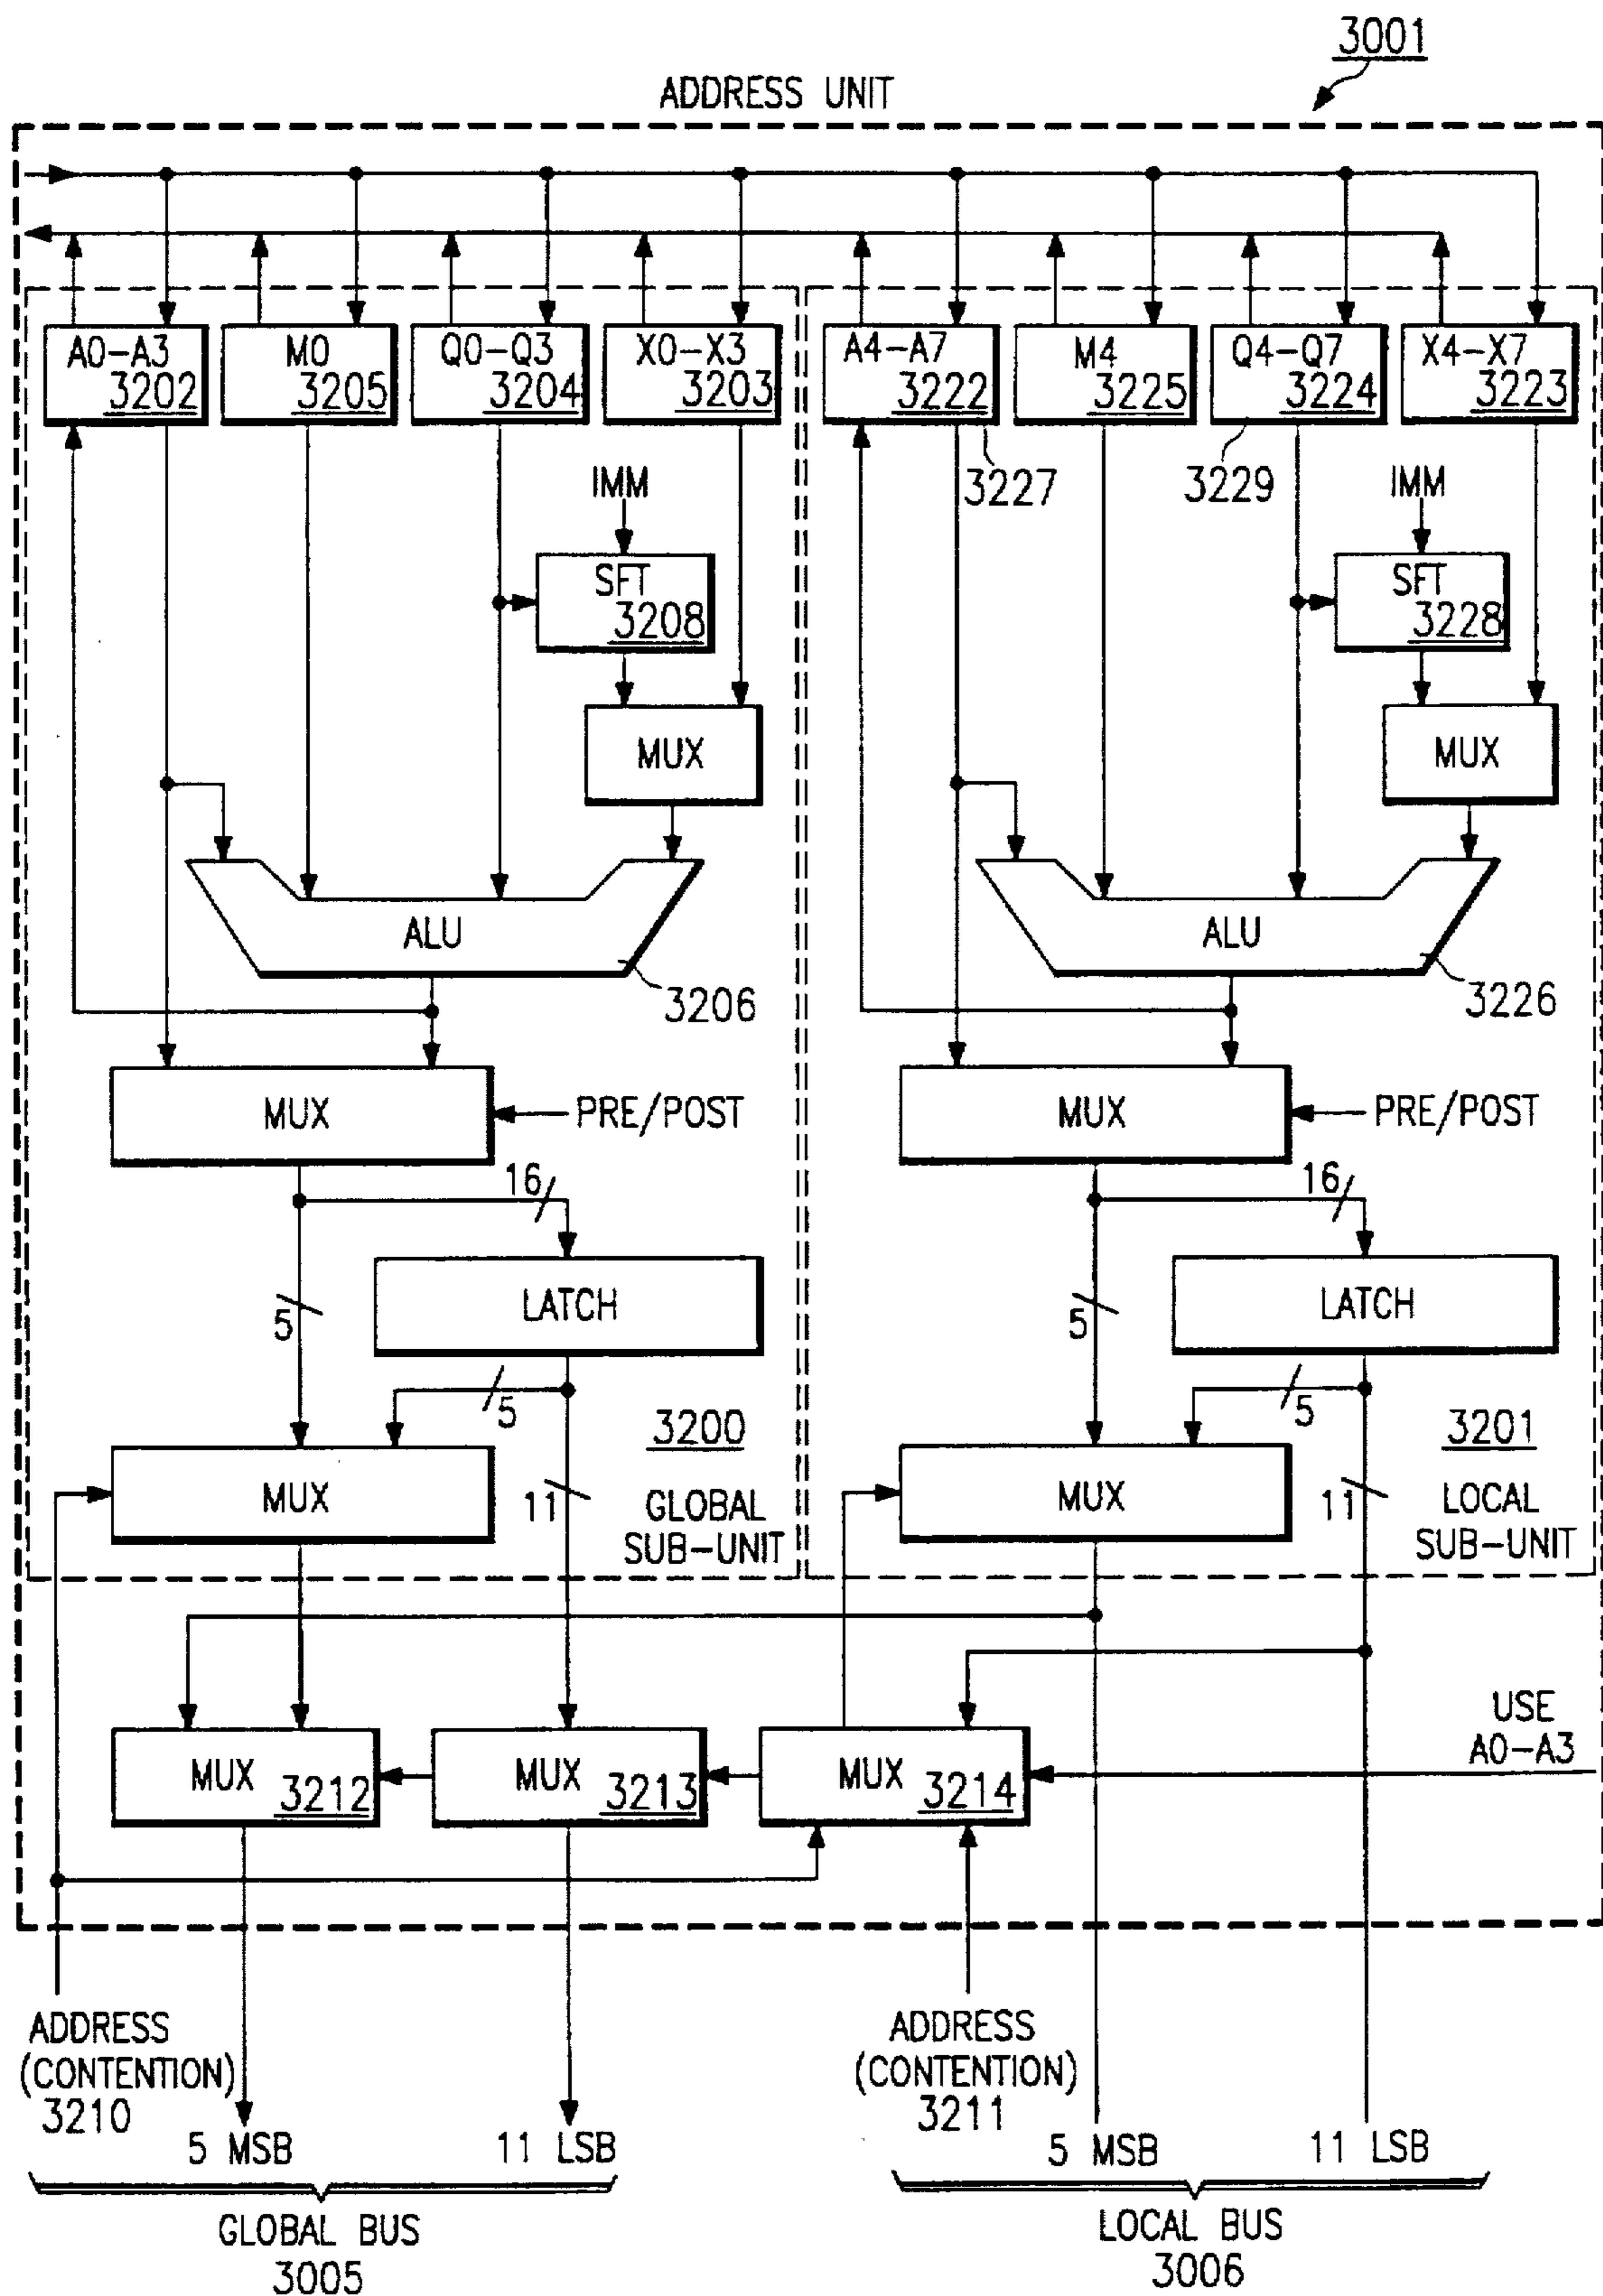 3001
ADDRESS UNIT
A0-A3
3202
M0
3205
Q0-Q3
3204
X0-X3
3203
A4-A7
3222
M4
3225
Q4-Q7
3224
X4-X7
3223
3227
3229
IMM
IMM
SFT
3208
SFT
3228
MUX
MUX
ALU
3206
ALU
3226
MUX
PRE/POST
MUX
PRE/POST
16
16
LATCH
5
LATCH
5
5
5
3200
GLOBAL
SUB-UNIT
3201
LOCAL
SUB-UNIT
MUX
11
MUX
11
USE
A0-A3
MUX
3212
MUX
3213
MUX
3214
ADDRESS
(CONTENTION)
3210
ADDRESS
(CONTENTION)
3211
5 MSB
11 LSB
5 MSB
11 LSB
GLOBAL BUS
3005
LOCAL BUS
3006